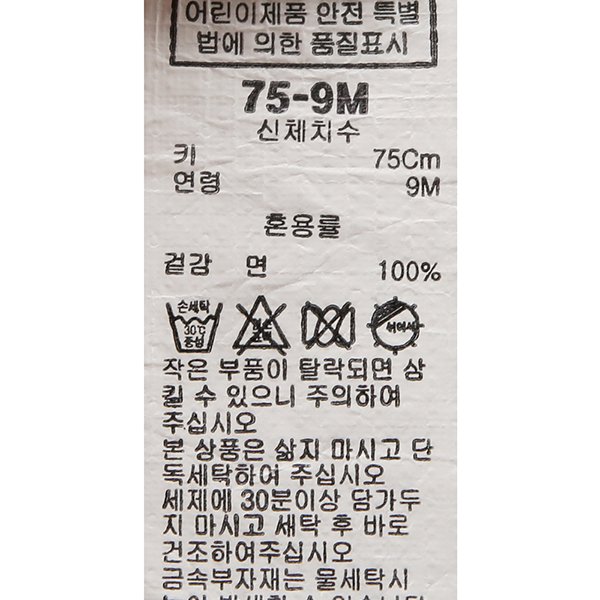 어린이제품 안전 특별
법에 의한 품질표시
75-9M
신체치수
키 75Cm
연령 9M
혼용률
겉감 면 100%
손세탁
30℃
중성
작은 부품이 탈락되면 삼
킬 수 있으니 주의하여
주십시오
본 상품은 삶지 마시고 단
독세탁하여 주십시오
세제에 30분이상 담가두
지 마시고 세탁 후 바로
건조하여주십시오
금속부자재는 물세탁시